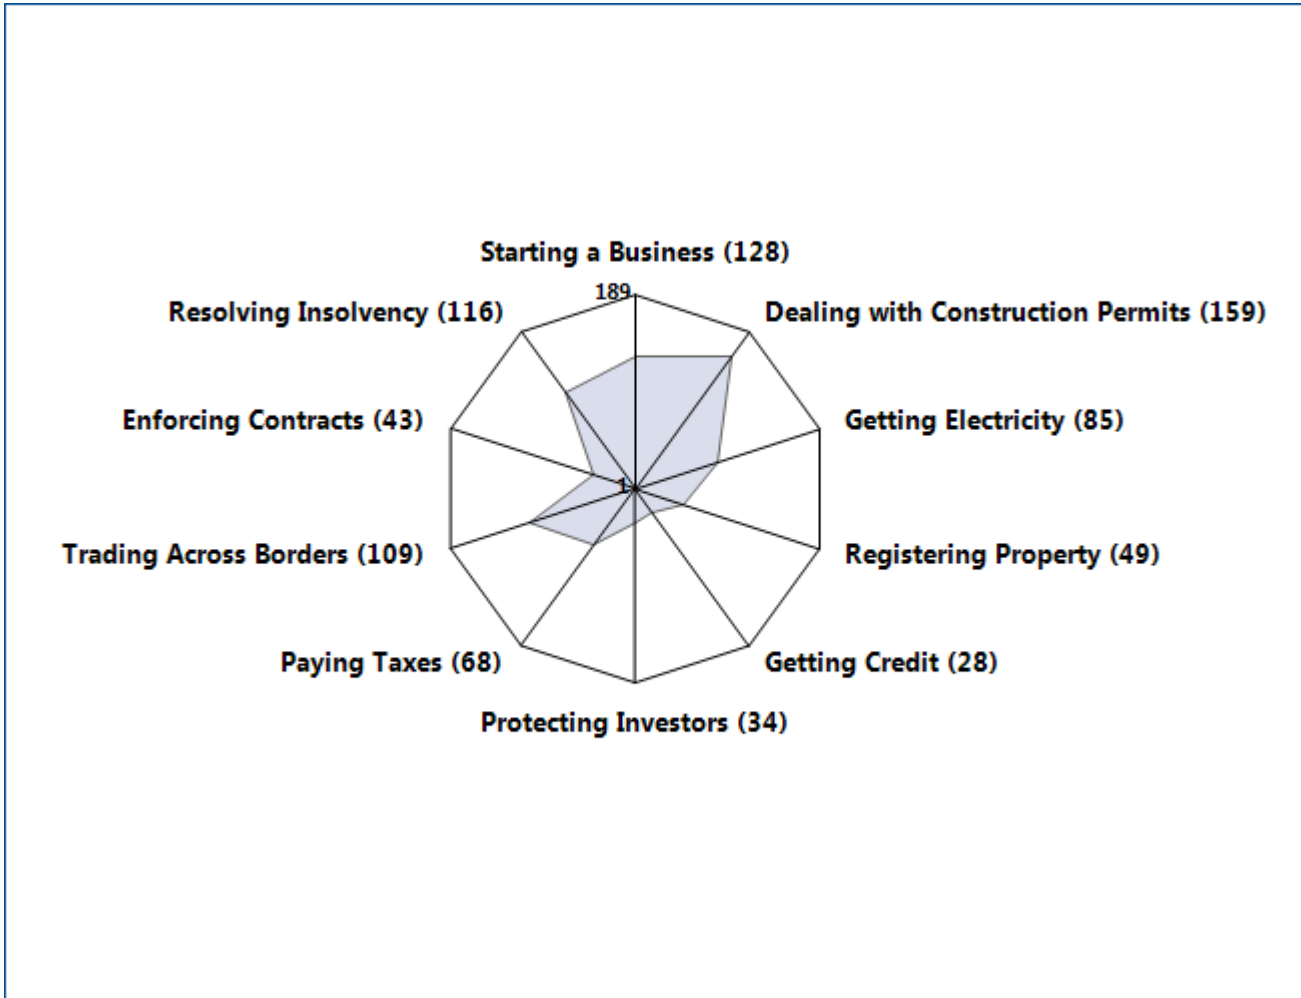 Starting a Business (128)
189
Resolving Insolvency (116)
Dealing with Construction Permits (159)
Enforcing Contracts (43)
Getting Electricity (85)
1
Trading Across Borders (109)
Registering Property (49)
Paying Taxes (68)
Getting Credit (28)
Protecting Investors (34)